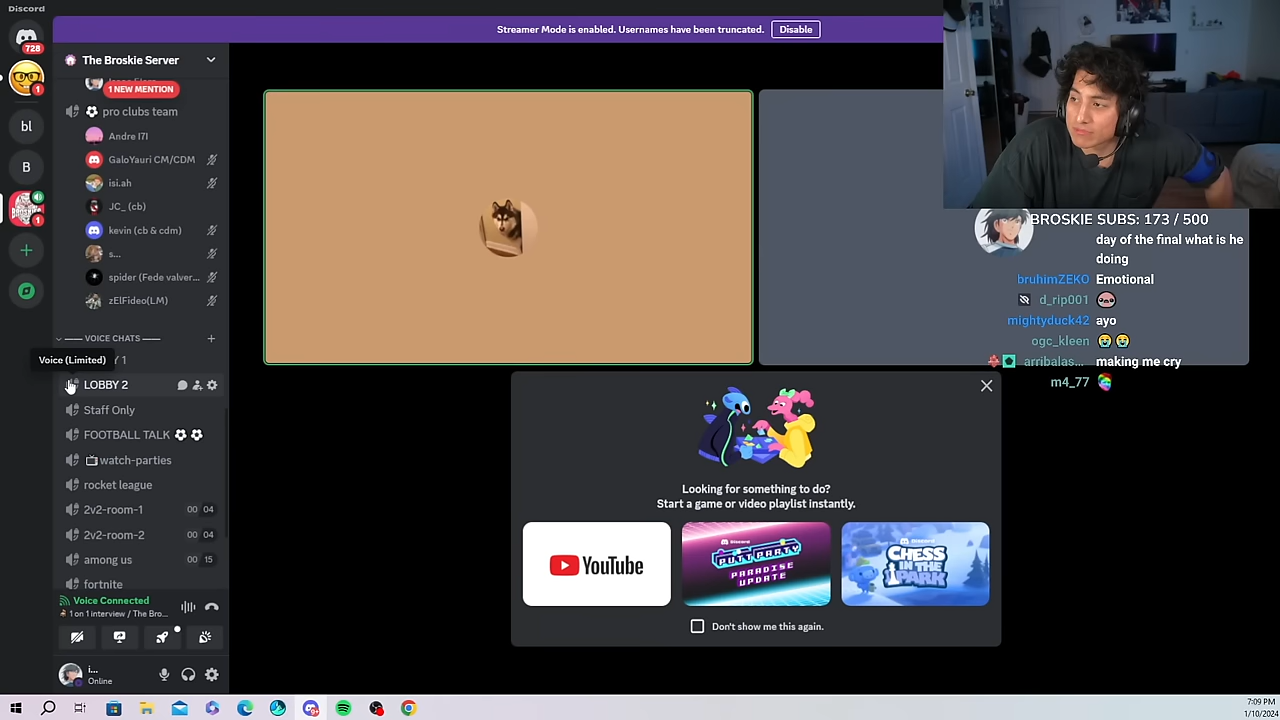 Discord
Streamer Mode is enabled. Usernames have been truncated.
Disable
728
1
The Broskie Server
1 NEW MENTION
bl
B
1
pro clubs team
Andre I7I
GaloYauri CM/CDM
isi.ah
JC_ (cb)
kevin (cb & cdm)
s...
spider (Fede valver...
zElFideo(LM)
VOICE CHATS
Voice (Limited)
Y 1
LOBBY 2
Staff Only
FOOTBALL TALK
watch-parties
rocket league
2v2-room-1
00 04
2v2-room-2
00 04
among us
00 15
fortnite
Voice Connected
1 on 1 interview / The Bro...
i...
Online
BROSKIE SUBS: 173 / 500
day of the final what is he
doing
bruhimZEKO Emotional
d_rip001
mightyduck42 ayo
ogc_kleen
arribalas... making me cry
m4_77
Looking for something to do?
Start a game or video playlist instantly.
YouTube
Discord
PUTT PARTY
PARADISE
UPDATE
Discord
CHESS
IN THE
PARK
Don't show me this again.
7:09 PM
1/10/2024